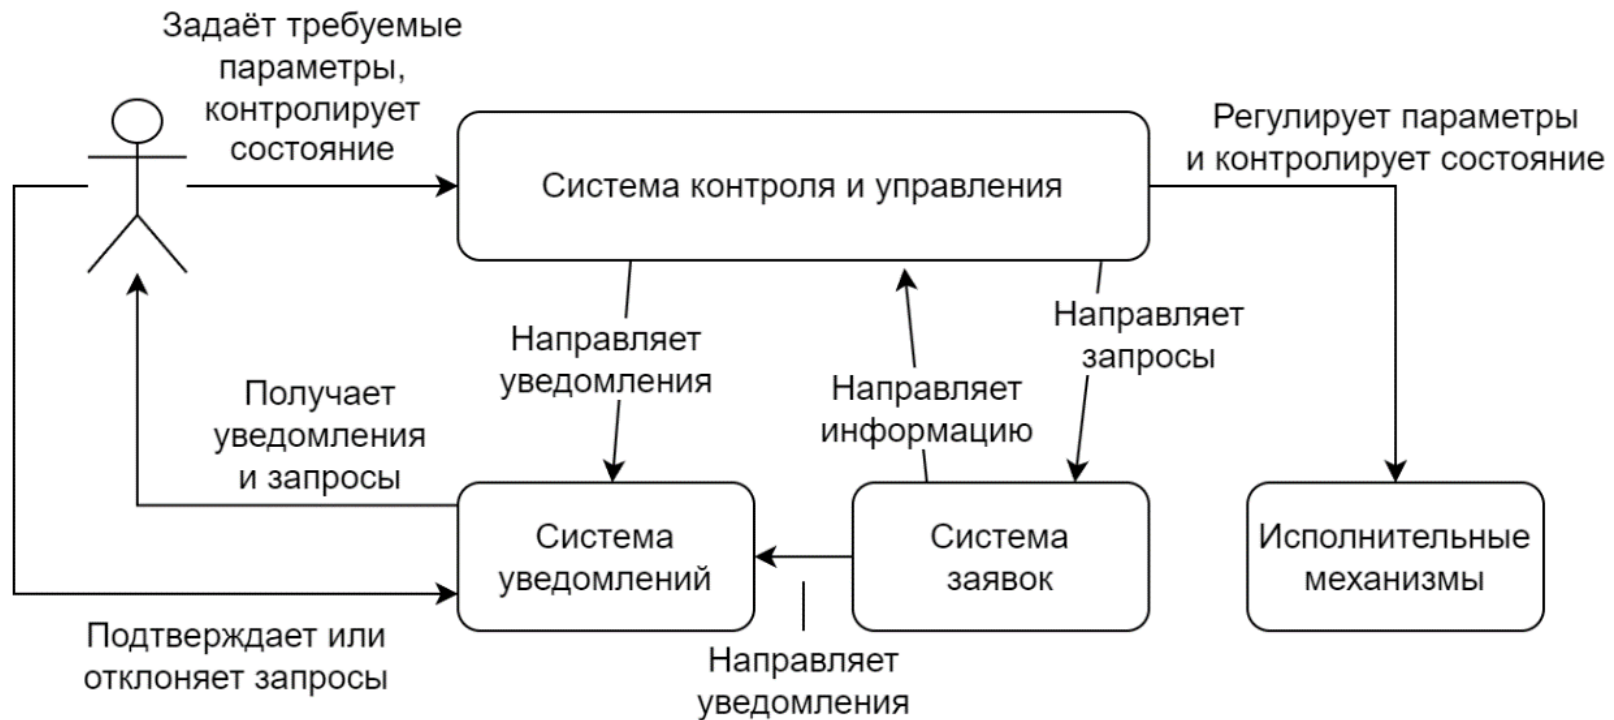 Задаёт требуемые
параметры,
контролирует
состояние
Система контроля и управления
Регулирует параметры
и контролирует состояние
Направляет
уведомления
Направляет
информацию
Направляет
запросы
Получает
уведомления
и запросы
Система
уведомлений
Система
заявок
Исполнительные
механизмы
Подтверждает или
отклоняет запросы
Направляет
уведомления